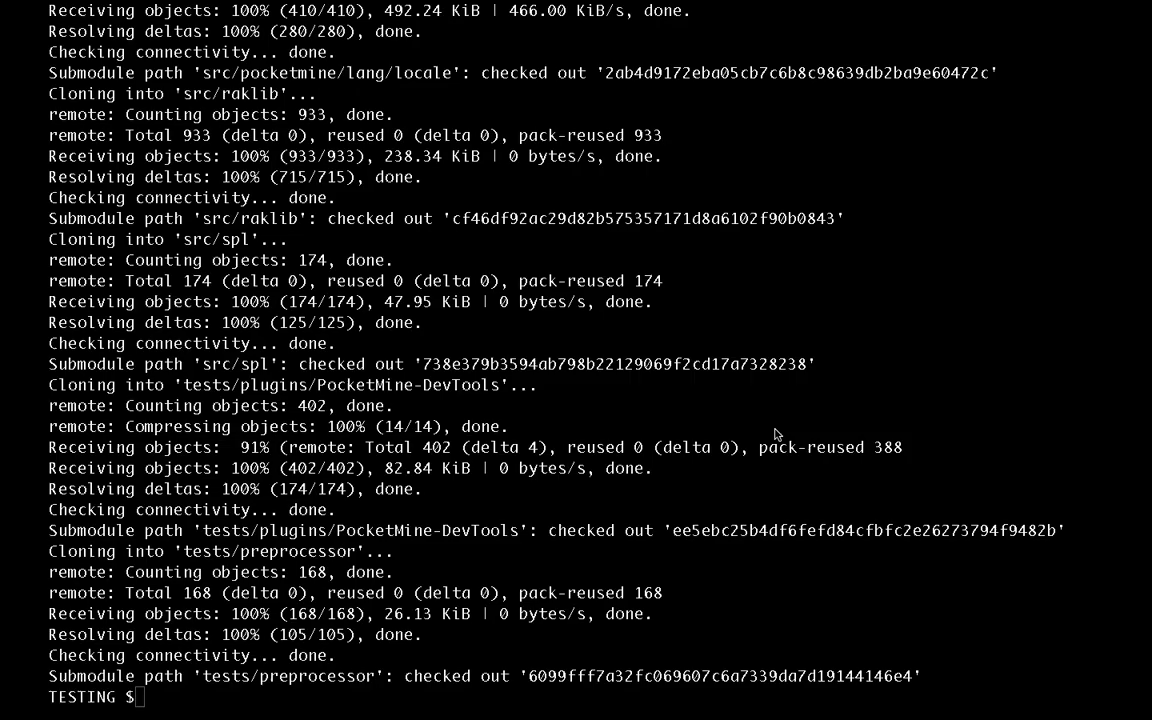 Receiving objects: 100% (410/410), 492.24 KiB | 466.00 KiB/s, done.
Resolving deltas: 100% (280/280), done.
Checking connectivity... done.
Submodule path 'src/pocketmine/lang/locale': checked out '2ab4d9172eba05cb7c6b8c98639db2ba9e60472c'
Cloning into 'src/raklib'...
remote: Counting objects: 933, done.
remote: Total 933 (delta 0), reused 0 (delta 0), pack-reused 933
Receiving objects: 100% (933/933), 238.34 KiB | 0 bytes/s, done.
Resolving deltas: 100% (715/715), done.
Checking connectivity... done.
Submodule path 'src/raklib': checked out 'cf46df92ac29d82b575357171d8a6102f90b0843'
Cloning into 'src/spl'...
remote: Counting objects: 174, done.
remote: Total 174 (delta 0), reused 0 (delta 0), pack-reused 174
Receiving objects: 100% (174/174), 47.95 KiB | 0 bytes/s, done.
Resolving deltas: 100% (125/125), done.
Checking connectivity... done.
Submodule path 'src/spl': checked out '738e379b3594ab798b22129069f2cd17a7328238'
Cloning into 'tests/plugins/PocketMine-DevTools'...
remote: Counting objects: 402, done.
remote: Compressing objects: 100% (14/14), done.
Receiving objects:  91% (remote: Total 402 (delta 4), reused 0 (delta 0), pack-reused 388
Receiving objects: 100% (402/402), 82.84 KiB | 0 bytes/s, done.
Resolving deltas: 100% (174/174), done.
Checking connectivity... done.
Submodule path 'tests/plugins/PocketMine-DevTools': checked out 'ee5ebc25b4df6fefd84cfbfc2e26273794f9482b'
Cloning into 'tests/preprocessor'...
remote: Counting objects: 168, done.
remote: Total 168 (delta 0), reused 0 (delta 0), pack-reused 168
Receiving objects: 100% (168/168), 26.13 KiB | 0 bytes/s, done.
Resolving deltas: 100% (105/105), done.
Checking connectivity... done.
Submodule path 'tests/preprocessor': checked out '6099fff7a32fc069607c6a7339da7d19144146e4'
TESTING $